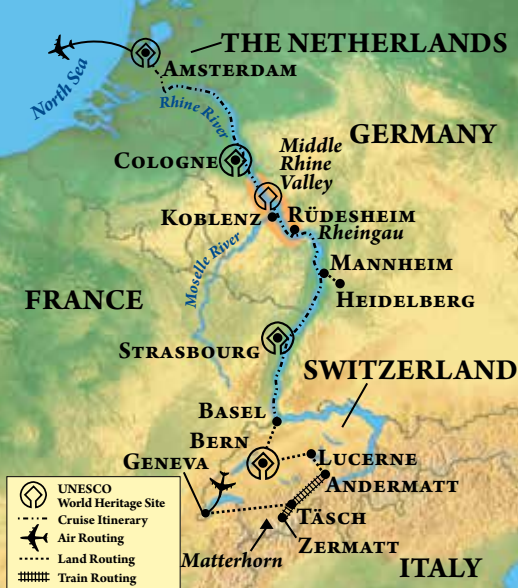 THE NETHERLANDS
AMSTERDAM
North Sea
Rhine River
GERMANY
Middle
Rhine
Valley
COLOGNE
KOBLENZ
RÜDESHEIM
Rheingau
Moselle River
MANNHEIM
HEIDELBERG
FRANCE
STRASBOURG
SWITZERLAND
BASEL
BERN
LUCERNE
GENEVA
ANDERMATT
TÄSCH
ZERMATT
Matterhorn
ITALY
UNESCO
World Heritage Site
Cruise Itinerary
Air Routing
Land Routing
Train Routing